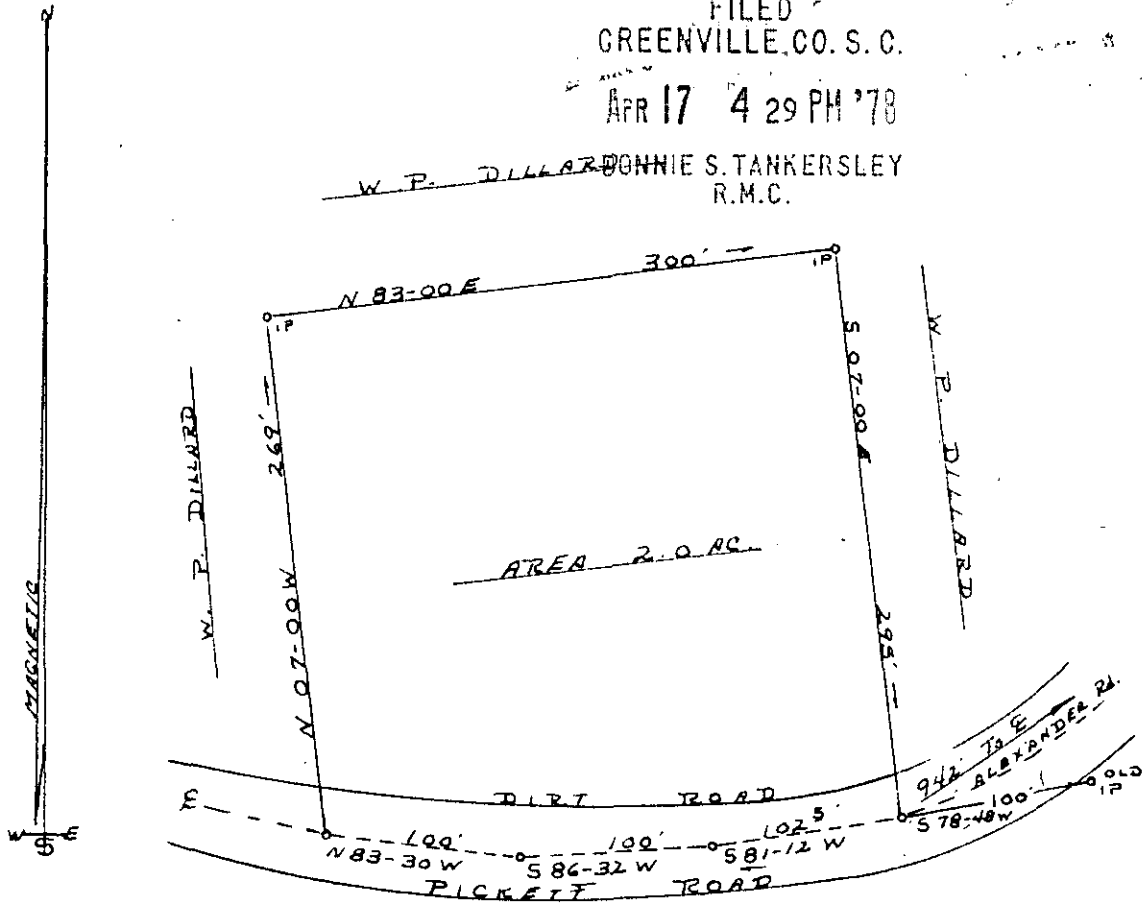 N
FILED
GREENVILLE, CO. S. C.
APR 17 4 29 PM '78
DONNIE S. TANKERSLEY
R.M.C.
W P. DILLARD
N 83-00 E
300'
IP
IP
S 07-00 E
W. P. DILLARD
269'
W. P. DILLARD
N 07-00 W
AREA 2.0 AC.
MAGNETIC
942' To ℄
ALEXANDER Rd.
DIRT ROAD
℄
100'
100'
102.5'
100'
OLD
IP
W
E
S
N 83-30 W
S 86-32 W
S 81-12 W
S 78-48 W
PICKETT ROAD